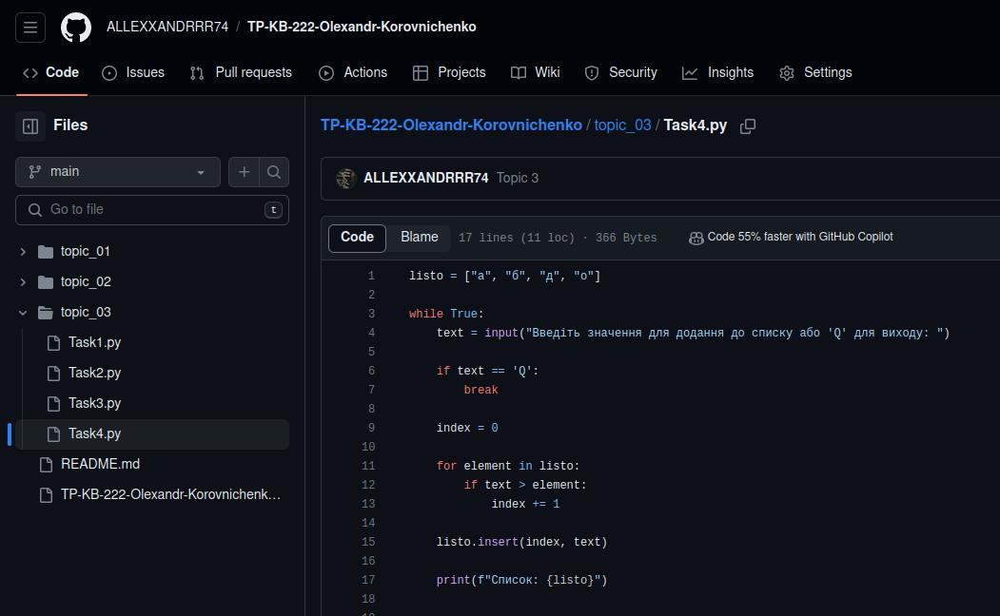 ALLEXXANDRRR74 / TP-KB-222-Olexandr-Korovnichenko
Code Issues Pull requests Actions Projects Wiki Security Insights Settings
Files
main
Go to file t
topic_01
topic_02
topic_03
Task1.py
Task2.py
Task3.py
Task4.py
README.md
TP-KB-222-Olexandr-Korovnichenk...
TP-KB-222-Olexandr-Korovnichenko / topic_03 / Task4.py
ALLEXXANDRRR74 Topic 3
Code Blame 17 lines (11 loc) · 366 Bytes Code 55% faster with GitHub Copilot
1 listo = ["а", "б", "д", "о"]
2
3 while True:
4 text = input("Введіть значення для додання до списку або 'Q' для виходу: ")
5
6 if text == 'Q':
7 break
8
9 index = 0
10
11 for element in listo:
12 if text > element:
13 index += 1
14
15 listo.insert(index, text)
16
17 print(f"Список: {listo}")
18